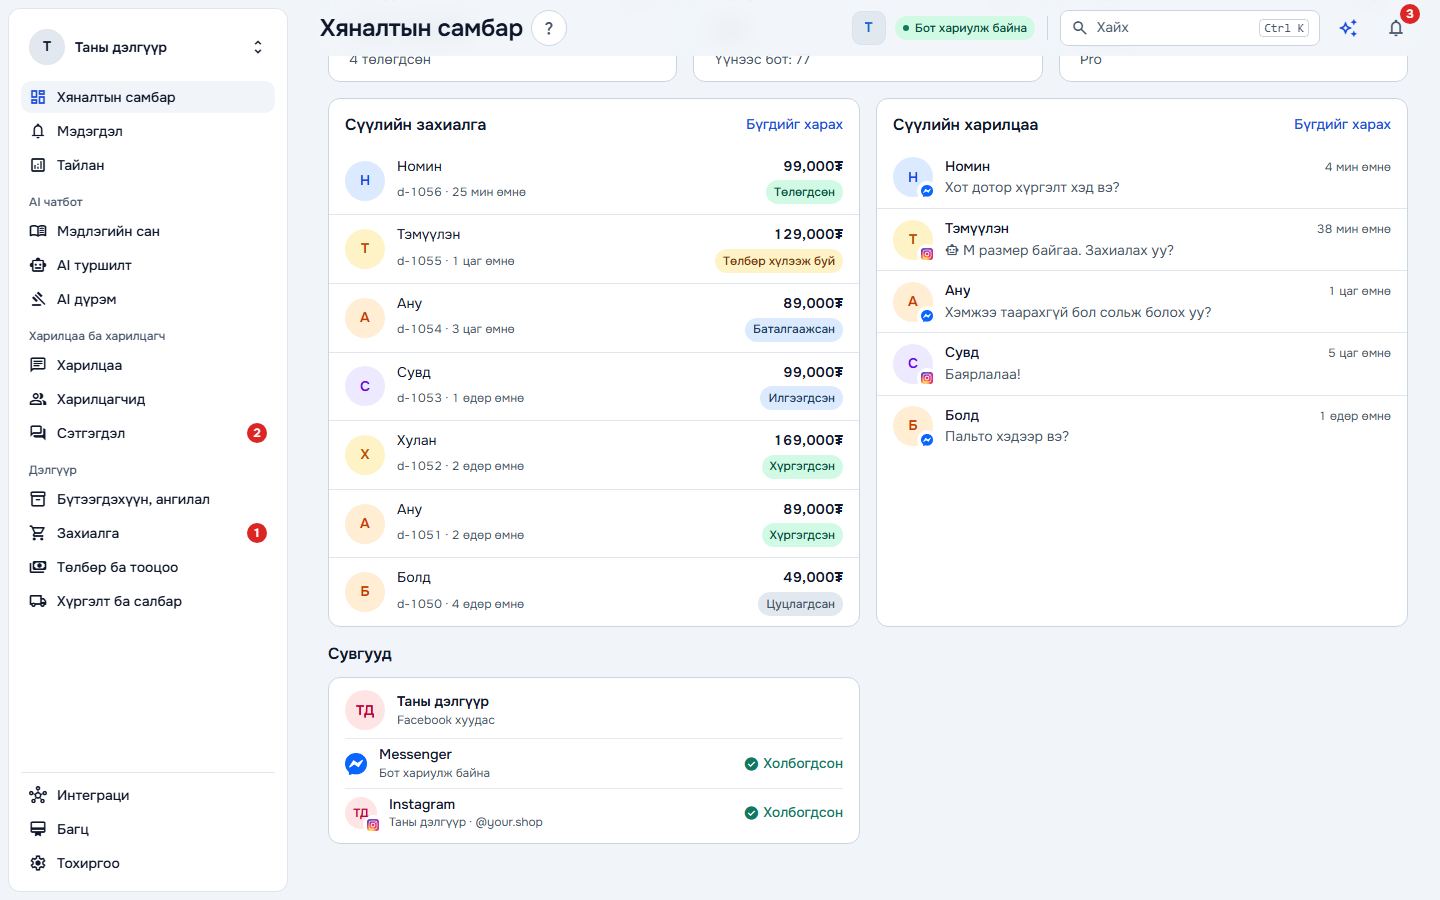 Т
Таны дэлгүүр
Хяналтын самбар
Мэдэгдэл
Тайлан
AI чатбот
Мэдлэгийн сан
AI туршилт
AI дүрэм
Харилцаа ба харилцагч
Харилцаа
Харилцагчид
Сэтгэгдэл
2
Дэлгүүр
Бүтээгдэхүүн, ангилал
Захиалга
1
Төлбөр ба тооцоо
Хүргэлт ба салбар
Интеграци
Багц
Тохиргоо
Хяналтын самбар
?
Т
Бот хариулж байна
Хайх
Ctrl K
3
4 төлөгдсөн
Үүнээс бот: 77
Pro
Сүүлийн захиалга
Бүгдийг харах
Н
Номин
99,000₮
d-1056 · 25 мин өмнө
Төлөгдсөн
Т
Тэмүүлэн
129,000₮
d-1055 · 1 цаг өмнө
Төлбөр хүлээж буй
А
Ану
89,000₮
d-1054 · 3 цаг өмнө
Баталгаажсан
С
Сувд
99,000₮
d-1053 · 1 өдөр өмнө
Илгээгдсэн
Х
Хулан
169,000₮
d-1052 · 2 өдөр өмнө
Хүргэгдсэн
А
Ану
89,000₮
d-1051 · 2 өдөр өмнө
Хүргэгдсэн
Б
Болд
49,000₮
d-1050 · 4 өдөр өмнө
Цуцлагдсан
Сүүлийн харилцаа
Бүгдийг харах
Н
Номин
4 мин өмнө
Хот дотор хүргэлт хэд вэ?
Т
Тэмүүлэн
38 мин өмнө
М размер байгаа. Захиалах уу?
А
Ану
1 цаг өмнө
Хэмжээ таарахгүй бол сольж болох уу?
С
Сувд
5 цаг өмнө
Баярлалаа!
Б
Болд
1 өдөр өмнө
Пальто хэдээр вэ?
Сувгууд
ТД
Таны дэлгүүр
Facebook хуудас
Messenger
Бот хариулж байна
Холбогдсон
ТД
Instagram
Таны дэлгүүр · @your.shop
Холбогдсон